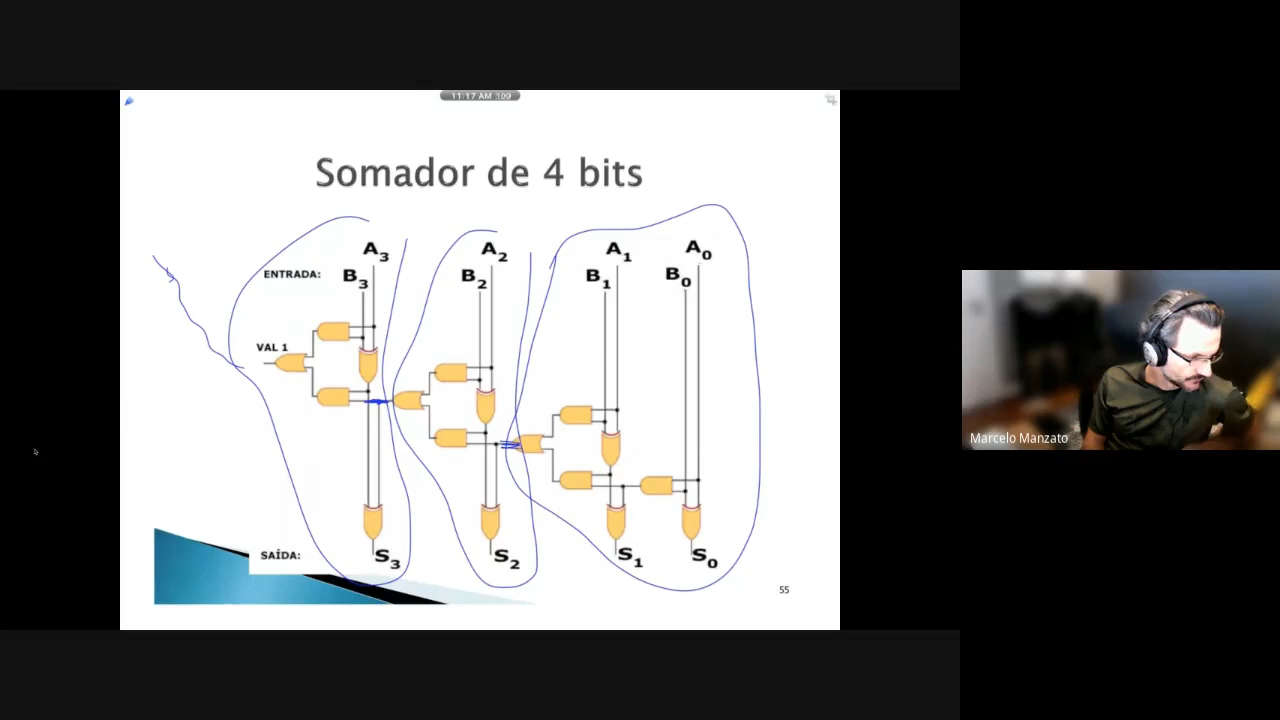 11:17 AM 100
Somador de 4 bits
A3 A2 A1 A0
ENTRADA: B3 B2 B1 B0
VAL 1
SAÍDA: S3 S2 S1 S0
55
Marcelo Manzato